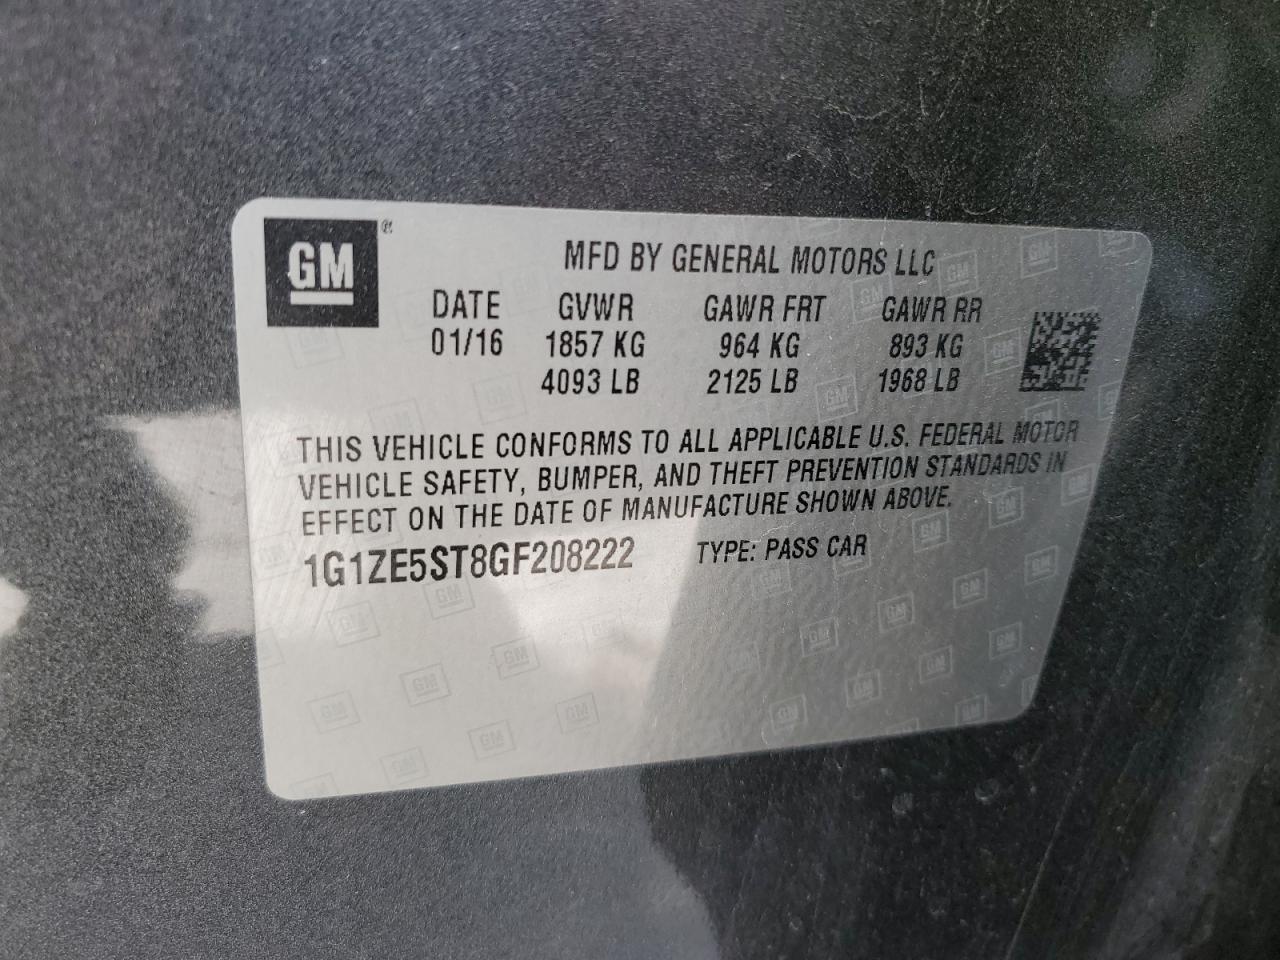 GM®
MFD BY GENERAL MOTORS LLC
DATE GVWR GAWR FRT GAWR RR
01/16 1857 KG 964 KG 893 KG
4093 LB 2125 LB 1968 LB
THIS VEHICLE CONFORMS TO ALL APPLICABLE U.S. FEDERAL MOTOR
VEHICLE SAFETY, BUMPER, AND THEFT PREVENTION STANDARDS IN
EFFECT ON THE DATE OF MANUFACTURE SHOWN ABOVE.
1G1ZE5ST8GF208222 TYPE: PASS CAR